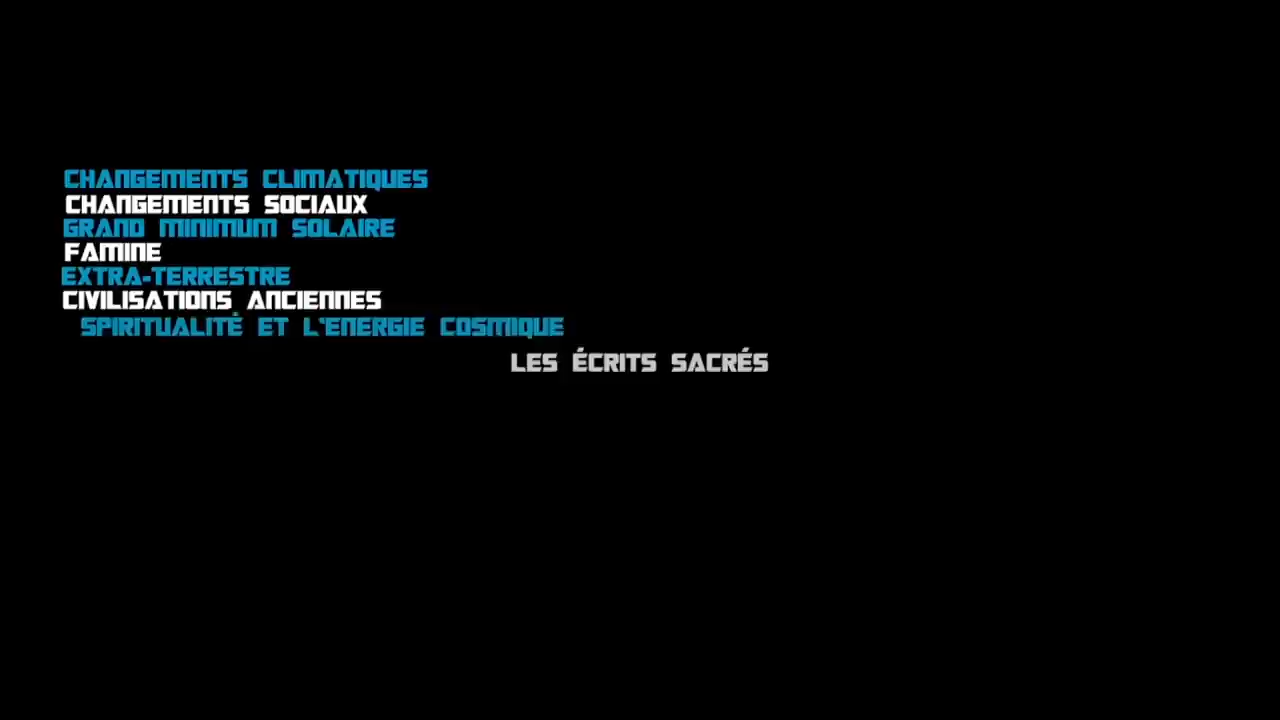 CHANGEMENTS CLIMATIQUES
CHANGEMENTS SOCIAUX
GRAND MINIMUM SOLAIRE
FAMINE
EXTRA-TERRESTRE
CIVILISATIONS ANCIENNES
SPIRITUALITÉ ET L'ENERGIE COSMIQUE
LES ÉCRITS SACRÉS